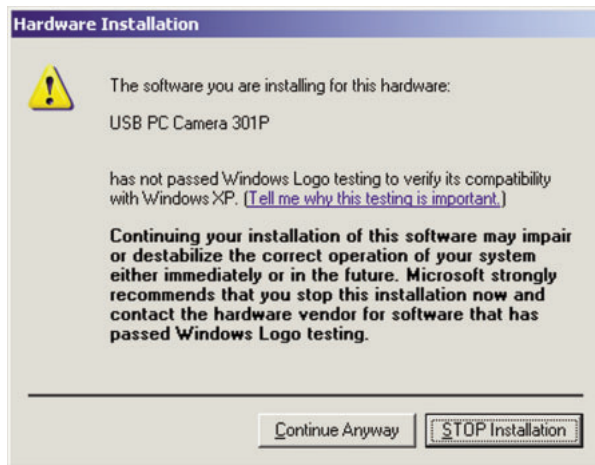 Hardware Installation
The software you are installing for this hardware:
USB PC Camera 301P
has not passed Windows Logo testing to verify its compatibility
with Windows XP. (Tell me why this testing is important.)
Continuing your installation of this software may impair
or destabilize the correct operation of your system
either immediately or in the future. Microsoft strongly
recommends that you stop this installation now and
contact the hardware vendor for software that has
passed Windows Logo testing.
Continue Anyway
STOP Installation